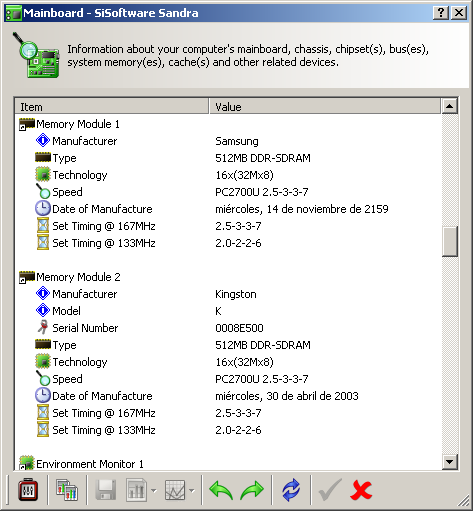 Mainboard - SiSoftware Sandra
Information about your computer's mainboard, chassis, chipset(s), bus(es),
system memory(es), cache(s) and other related devices.
Item Value
Memory Module 1
Manufacturer Samsung
Type 512MB DDR-SDRAM
Technology 16x(32Mx8)
Speed PC2700U 2.5-3-3-7
Date of Manufacture miércoles, 14 de noviembre de 2159
Set Timing @ 167MHz 2.5-3-3-7
Set Timing @ 133MHz 2.0-2-2-6
Memory Module 2
Manufacturer Kingston
Model K
Serial Number 0008E500
Type 512MB DDR-SDRAM
Technology 16x(32Mx8)
Speed PC2700U 2.5-3-3-7
Date of Manufacture miércoles, 30 de abril de 2003
Set Timing @ 167MHz 2.5-3-3-7
Set Timing @ 133MHz 2.0-2-2-6
Environment Monitor 1